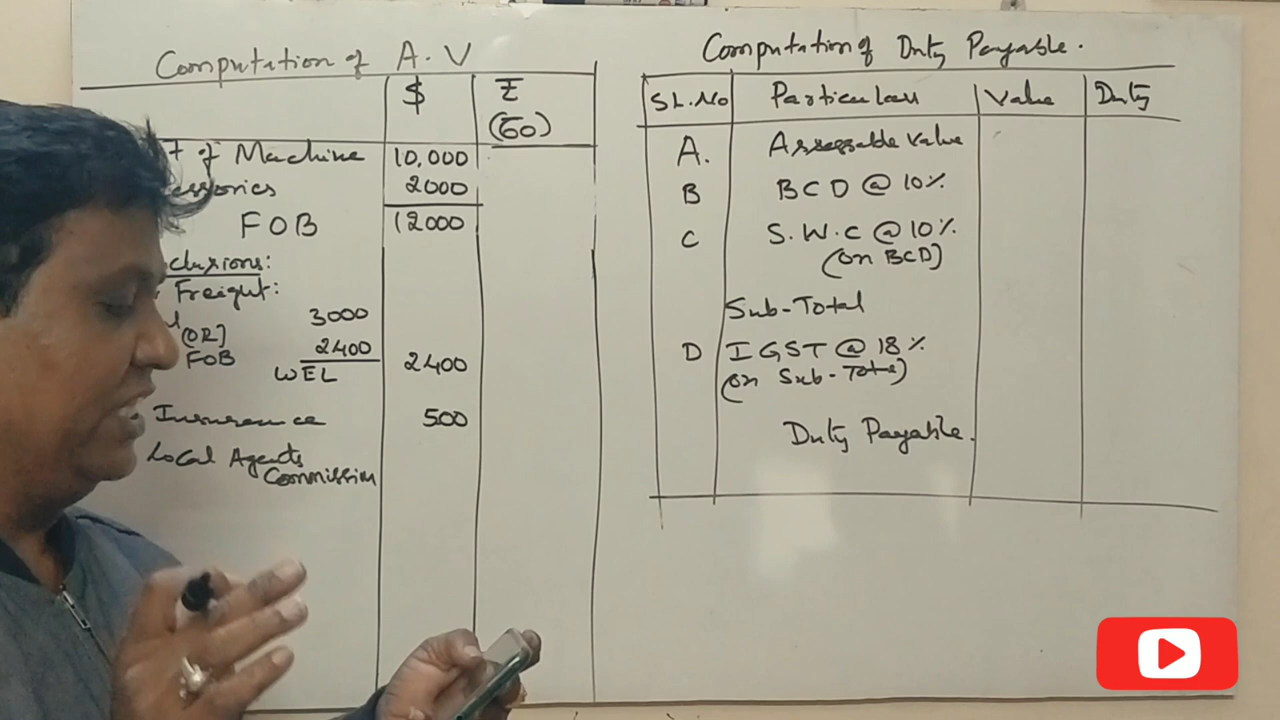 Computation of A. V
$
₹
(60)
t of Machine 10,000
essories 2000
FOB 12000
clusions:
Freight:
3000
(OR)
FOB 2400 2400
WEL
Insurance 500
Local Agents
Commission
Computation of Duty Payable.
SL.No Particulars Value Duty
A. Assessable Value
B BCD @ 10%
C S.W.C @ 10%
(on BCD)
Sub-Total
D IGST @ 18%
(on Sub-Total)
Duty Payable.